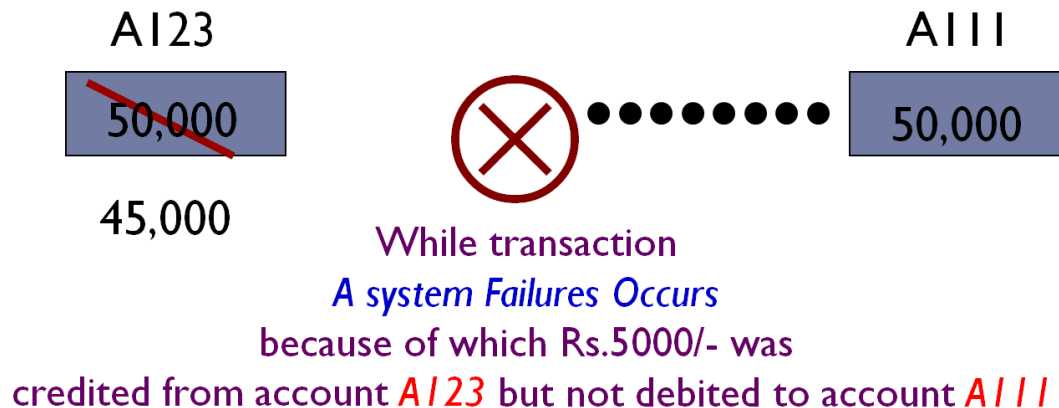 A123
A111
50,000
50,000
45,000
While transaction
A system Failures Occurs
because of which Rs.5000/- was
credited from account A123 but not debited to account A111